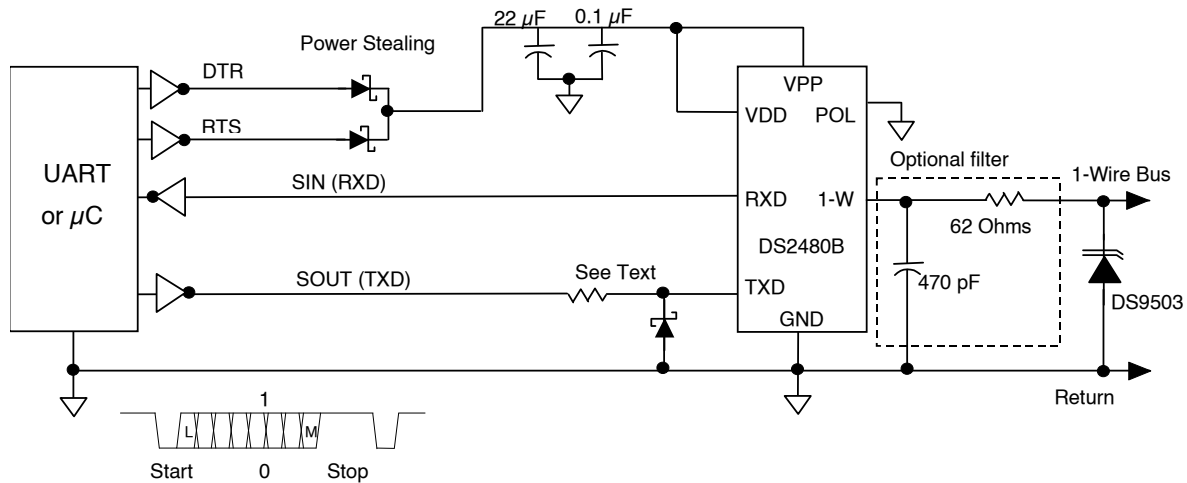 22 µF
0.1 µF
Power Stealing
DTR
RTS
UART
or µC
SIN (RXD)
SOUT (TXD)
See Text
VPP
VDD
POL
RXD
1-W
DS2480B
TXD
GND
Optional filter
1-Wire Bus
62 Ohms
470 pF
DS9503
Return
1
L
M
Start
0
Stop